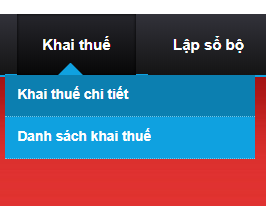 Khai thuế
Lập sổ bộ
Khai thuế chi tiết
Danh sách khai thuế